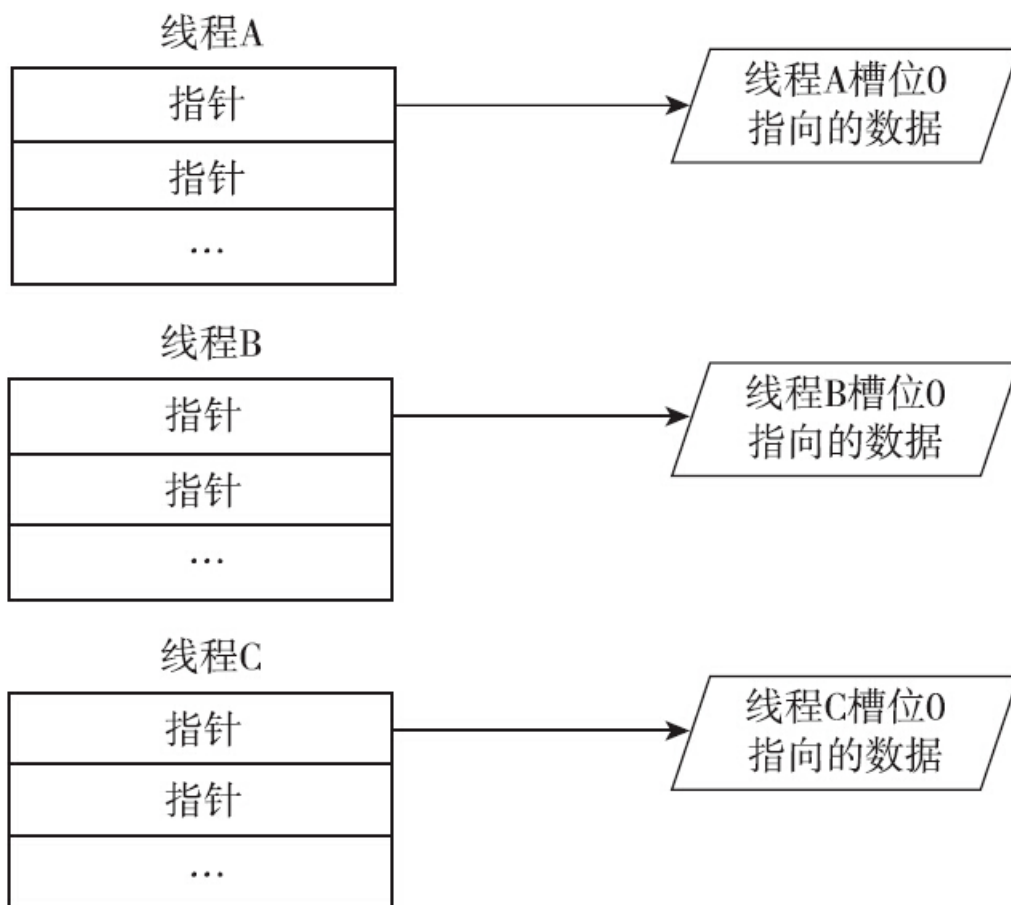 线程A
指针
线程A槽位0
指向的数据
指针
…
线程B
指针
线程B槽位0
指向的数据
指针
…
线程C
指针
线程C槽位0
指向的数据
指针
…